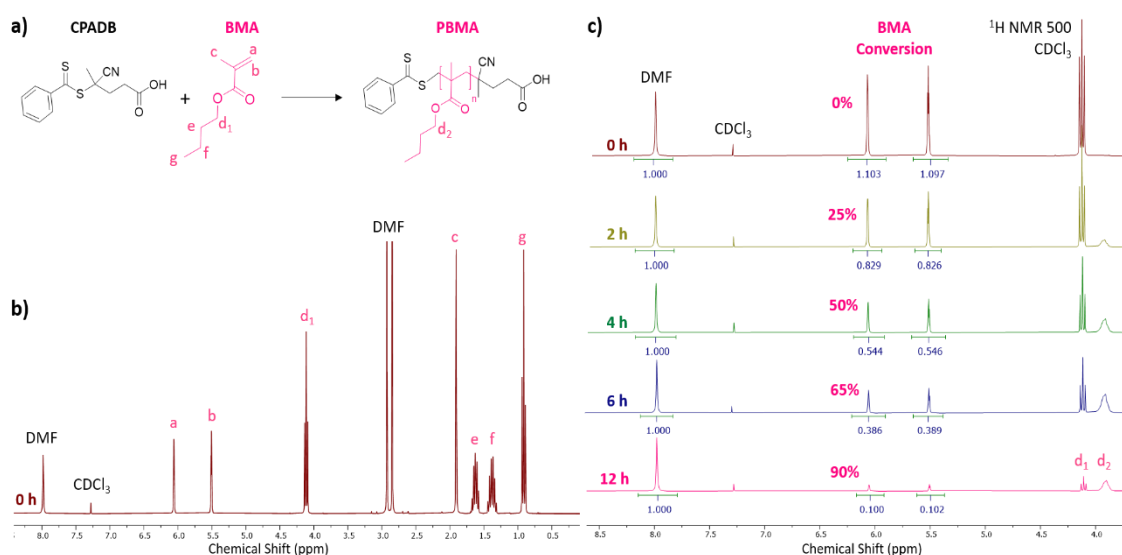 a)
CPADB
BMA
PBMA
S
S
CN
OH
O
+
c
a
b
O
O
d1
e
g
f
S
S
CN
OH
O
n
O
O
d2
b)
DMF
CDCl3
0 h
a
b
d1
DMF
c
e
f
g
8.0 7.5 7.0 6.5 6.0 5.5 5.0 4.5 4.0 3.5 3.0 2.5 2.0 1.5 1.0 0.5
Chemical Shift (ppm)
c)
BMA
Conversion
1H NMR 500
CDCl3
DMF
CDCl3
0%
0 h
1.000 1.103 1.097
25%
2 h
1.000 0.829 0.826
50%
4 h
1.000 0.544 0.546
65%
6 h
1.000 0.386 0.389
90%
12 h
d1 d2
1.000 0.100 0.102
8.5 8.0 7.5 7.0 6.5 6.0 5.5 5.0 4.5 4.0
Chemical Shift (ppm)